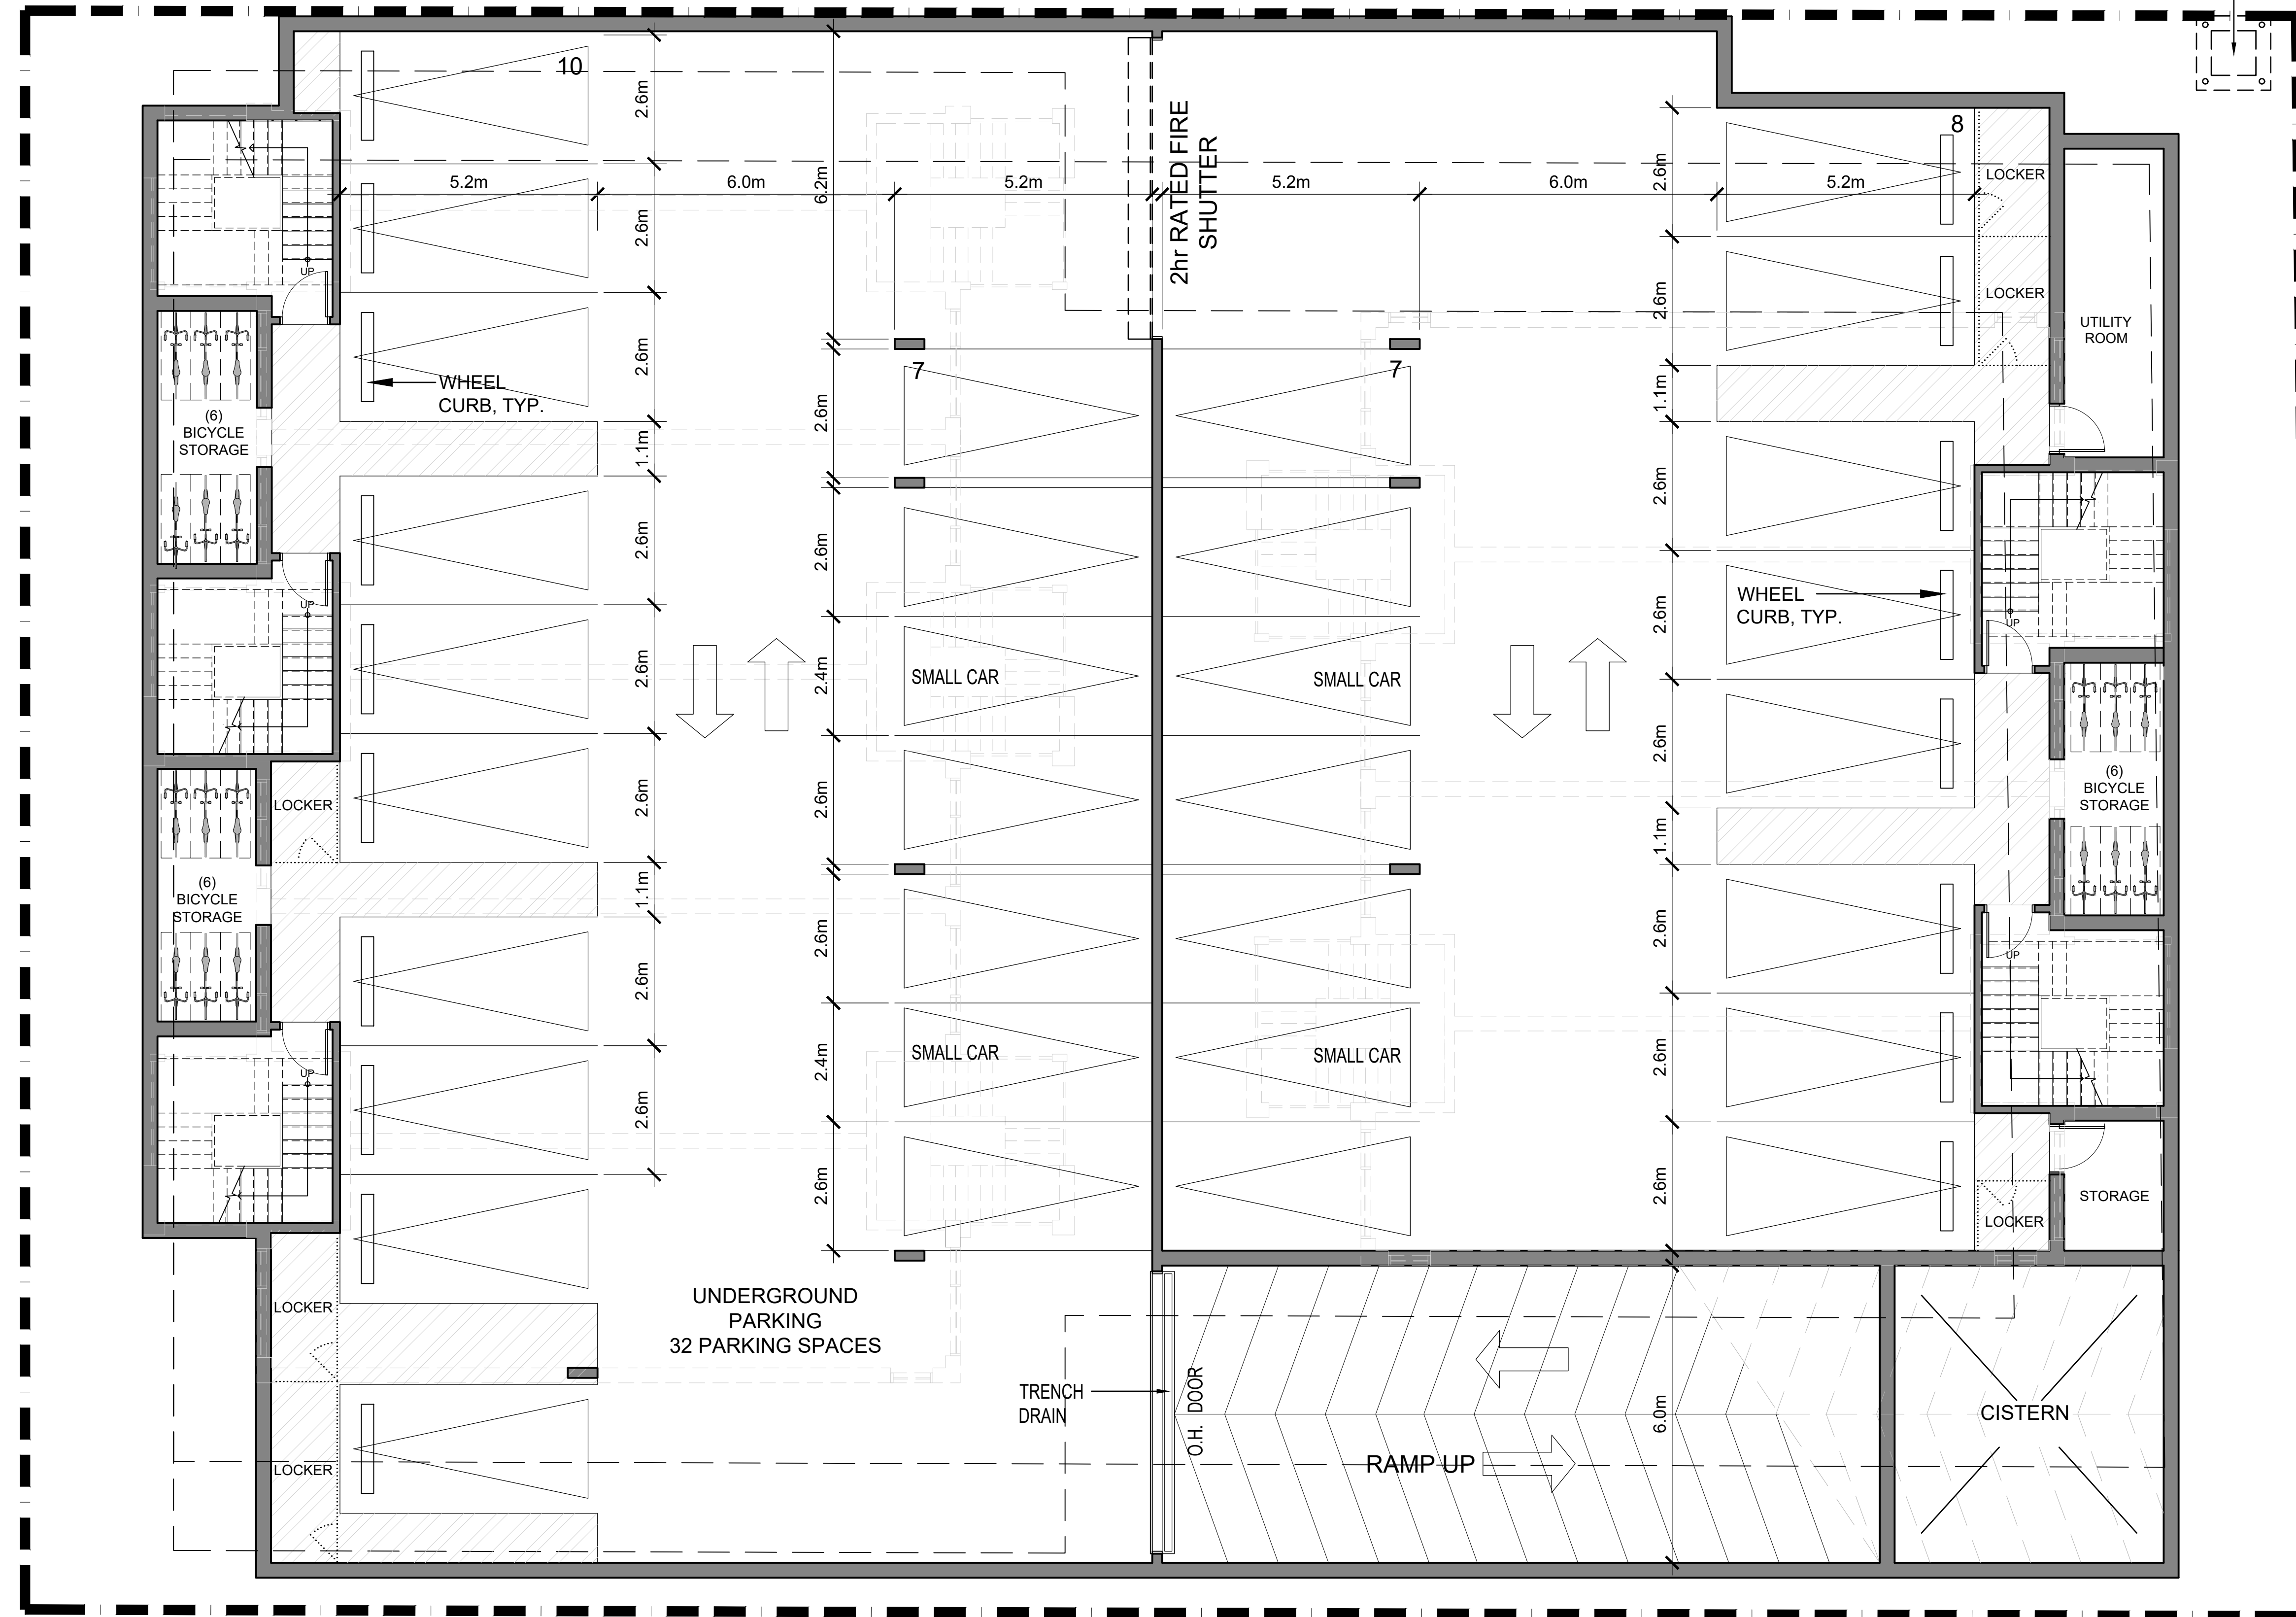 10
8
2hr RATED FIRE
SHUTTER
5.2m
6.0m
5.2m
5.2m
6.0m
5.2m
2.6m
2.6m
2.6m
1.1m
2.6m
2.6m
2.6m
1.1m
2.6m
2.6m
6.2m
2.6m
2.6m
2.4m
2.6m
2.6m
2.4m
2.6m
2.6m
2.6m
1.1m
2.6m
2.6m
2.6m
1.1m
2.6m
2.6m
2.6m
6.0m
UP
(6)
BICYCLE
STORAGE
UP
LOCKER
(6)
BICYCLE
STORAGE
UP
LOCKER
LOCKER
WHEEL
CURB, TYP.
7
7
SMALL CAR
SMALL CAR
SMALL CAR
SMALL CAR
UNDERGROUND
PARKING
32 PARKING SPACES
TRENCH
DRAIN
O.H. DOOR
RAMP UP
WHEEL
CURB, TYP.
LOCKER
LOCKER
UTILITY
ROOM
UP
(6)
BICYCLE
STORAGE
UP
STORAGE
LOCKER
CISTERN